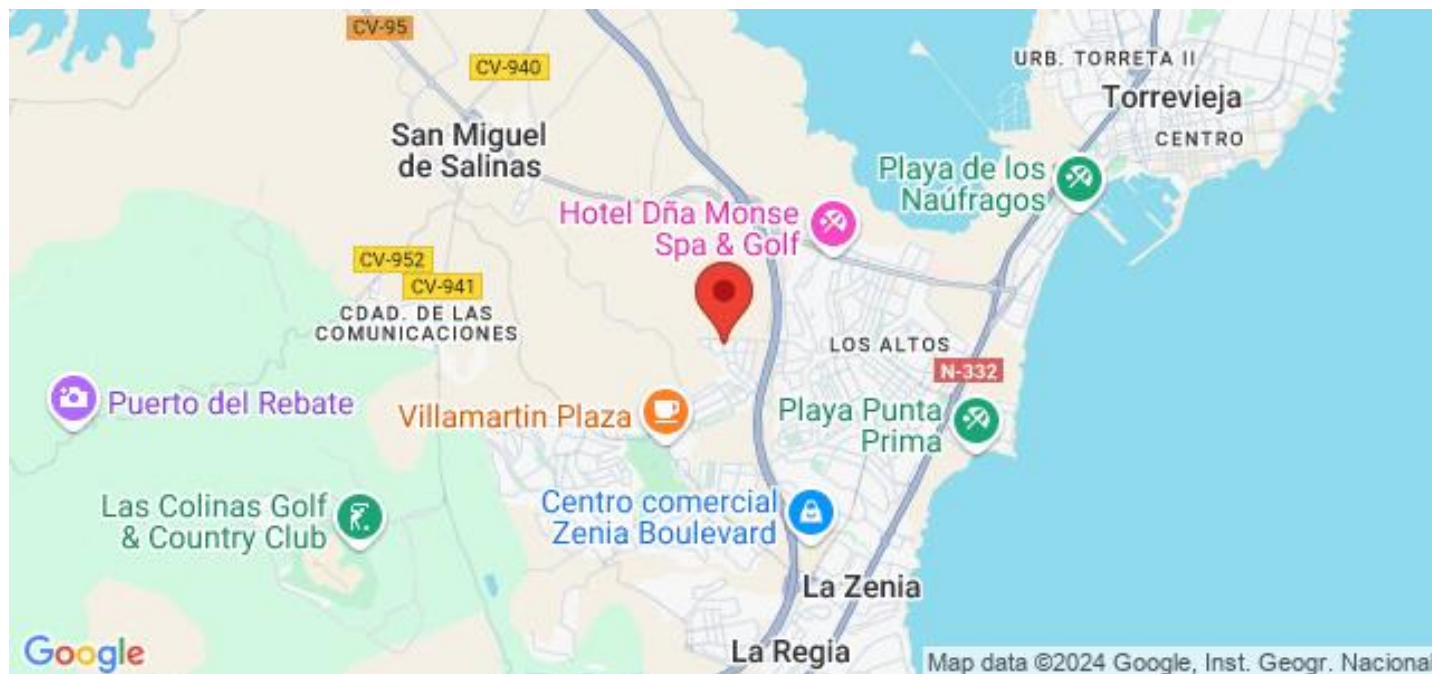 CV-95
CV-940
URB. TORRETA II
Torrevieja
CENTRO
San Miguel
de Salinas
Playa de los
Naúfragos
Hotel Dña Monse
Spa & Golf
CV-952
CV-941
CDAD. DE LAS
COMUNICACIONES
LOS ALTOS
N-332
Puerto del Rebate
Villamartin Plaza
Playa Punta
Prima
Las Colinas Golf
& Country Club
Centro comercial
Zenia Boulevard
La Zenia
La Regia
Google
Map data ©2024 Google, Inst. Geogr. Nacional